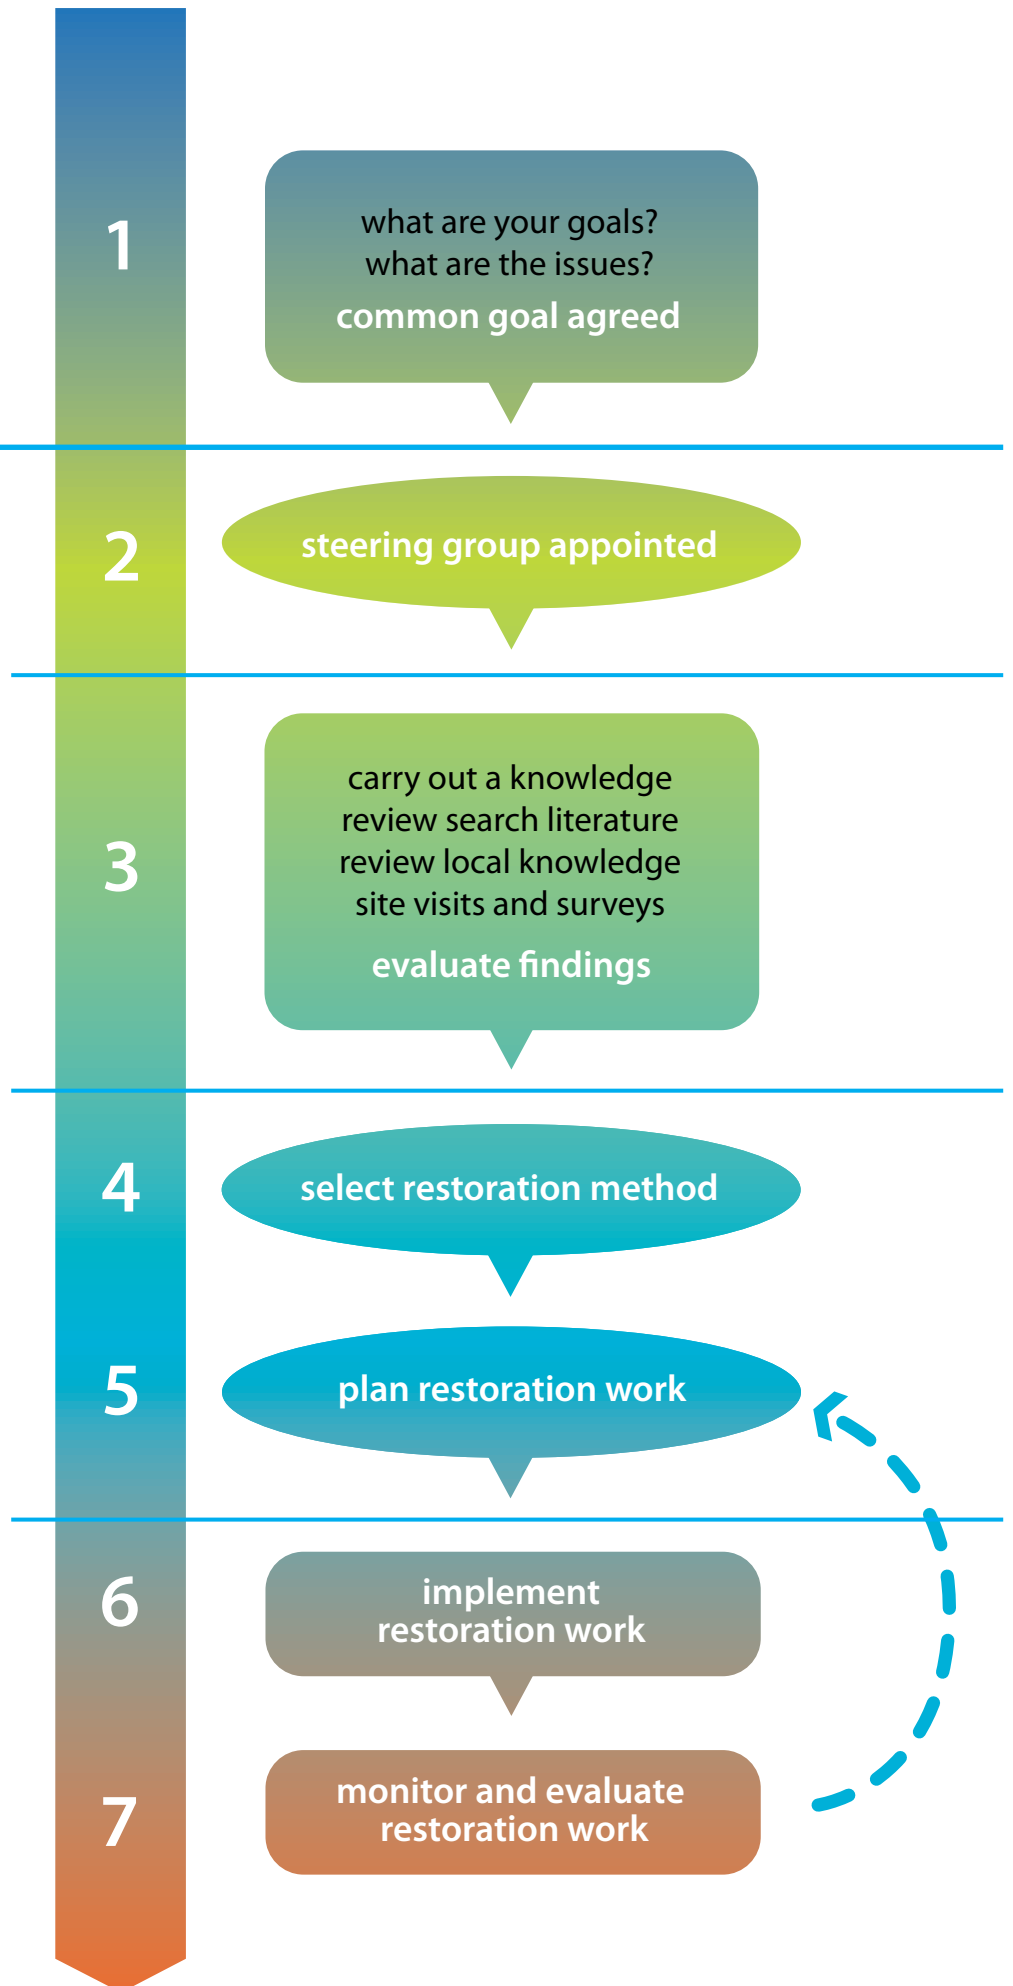 1
what are your goals?
what are the issues?
common goal agreed
2
steering group appointed
3
carry out a knowledge
review search literature
review local knowledge
site visits and surveys
evaluate findings
4
select restoration method
5
plan restoration work
6
implement
restoration work
7
monitor and evaluate
restoration work